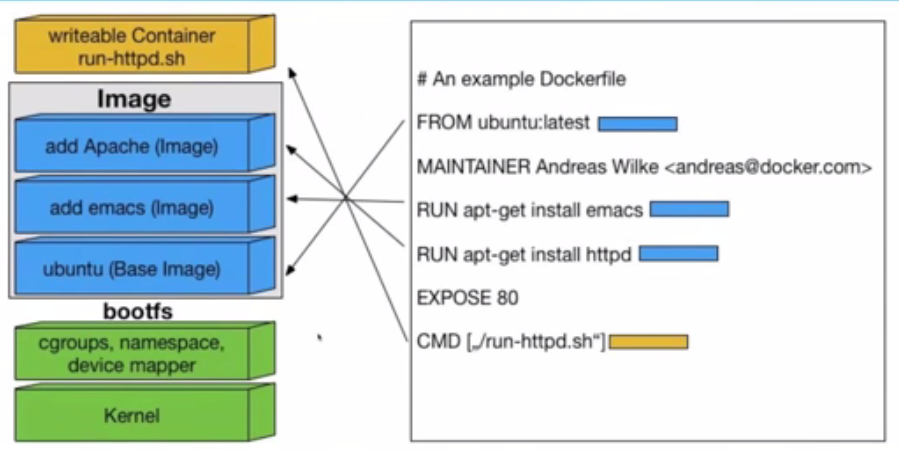 writeable Container
run-httpd.sh
Image
add Apache (Image)
add emacs (Image)
ubuntu (Base Image)
bootfs
cgroups, namespace,
device mapper
Kernel
# An example Dockerfile
FROM ubuntu:latest
MAINTAINER Andreas Wilke <andreas@docker.com>
RUN apt-get install emacs
RUN apt-get install httpd
EXPOSE 80
CMD [„/run-httpd.sh“]